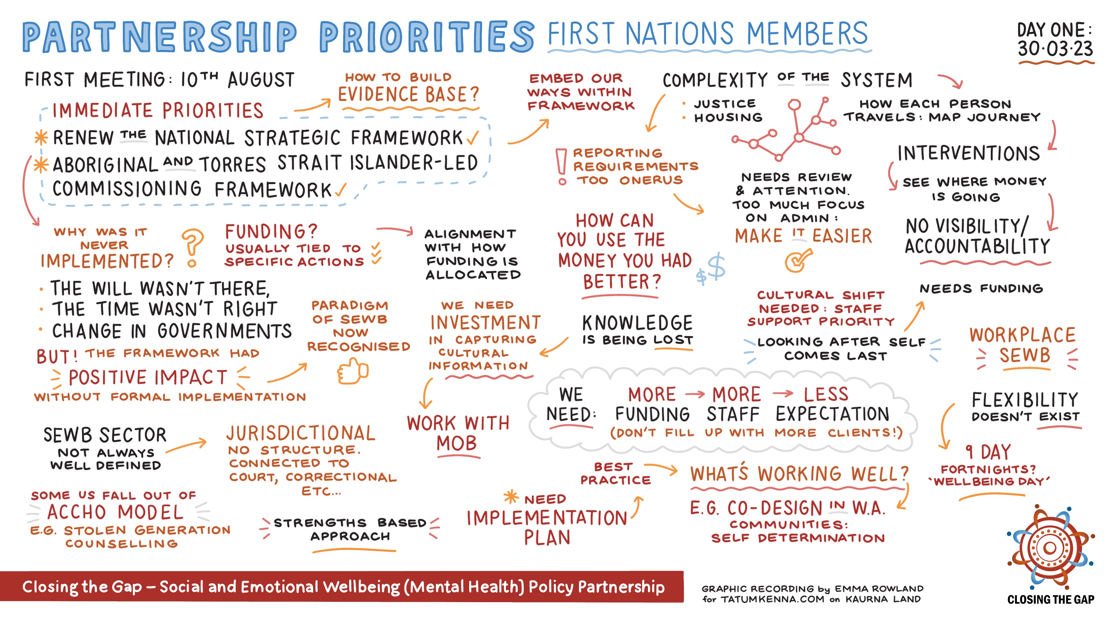 PARTNERSHIP PRIORITIES FIRST NATIONS MEMBERS
DAY ONE:
30·03·23
FIRST MEETING: 10TH AUGUST
IMMEDIATE PRIORITIES
RENEW THE NATIONAL STRATEGIC FRAMEWORK
ABORIGINAL AND TORRES STRAIT ISLANDER-LED
COMMISSIONING FRAMEWORK
HOW TO BUILD
EVIDENCE BASE?
EMBED OUR
WAYS WITHIN
FRAMEWORK
COMPLEXITY OF THE SYSTEM
· JUSTICE
· HOUSING
HOW EACH PERSON
TRAVELS: MAP JOURNEY
INTERVENTIONS
SEE WHERE MONEY
IS GOING
NO VISIBILITY/
ACCOUNTABILITY
NEEDS FUNDING
! REPORTING
REQUIREMENTS
TOO ONERUS
NEEDS REVIEW
& ATTENTION.
TOO MUCH FOCUS
ON ADMIN:
MAKE IT EASIER
WHY WAS IT
NEVER
IMPLEMENTED?
?
· THE WILL WASN'T THERE,
· THE TIME WASN'T RIGHT
· CHANGE IN GOVERNMENTS
BUT! THE FRAMEWORK HAD
POSITIVE IMPACT
WITHOUT FORMAL IMPLEMENTATION
FUNDING?
USUALLY TIED TO
SPECIFIC ACTIONS
ALIGNMENT
WITH HOW
FUNDING IS
ALLOCATED
PARADIGM
OF SEWB
NOW
RECOGNISED
HOW CAN
YOU USE THE
MONEY YOU HAD
BETTER?
$$
KNOWLEDGE
IS BEING LOST
WE NEED
INVESTMENT
IN CAPTURING
CULTURAL
INFORMATION
WORK WITH
MOB
CULTURAL SHIFT
NEEDED: STAFF
SUPPORT PRIORITY
LOOKING AFTER SELF
COMES LAST
WORKPLACE
SEWB
FLEXIBILITY
DOESN'T EXIST
9 DAY
FORTNIGHTS?
'WELLBEING DAY'
WE NEED:
MORE → MORE → LESS
FUNDING STAFF EXPECTATION
(DON'T FILL UP WITH MORE CLIENTS!)
SEWB SECTOR
NOT ALWAYS
WELL DEFINED
JURISDICTIONAL
NO STRUCTURE.
CONNECTED TO
COURT, CORRECTIONAL
ETC...
SOME US FALL OUT OF
ACCHO MODEL
E.G. STOLEN GENERATION
COUNSELLING
STRENGTHS BASED
APPROACH
NEED
IMPLEMENTATION
PLAN
BEST
PRACTICE
WHAT'S WORKING WELL?
E.G. CO-DESIGN IN W.A.
COMMUNITIES:
SELF DETERMINATION
Closing the Gap – Social and Emotional Wellbeing (Mental Health) Policy Partnership
GRAPHIC RECORDING by EMMA ROWLAND
for TATUMKENNA.COM on KAURNA LAND
CLOSING THE GAP